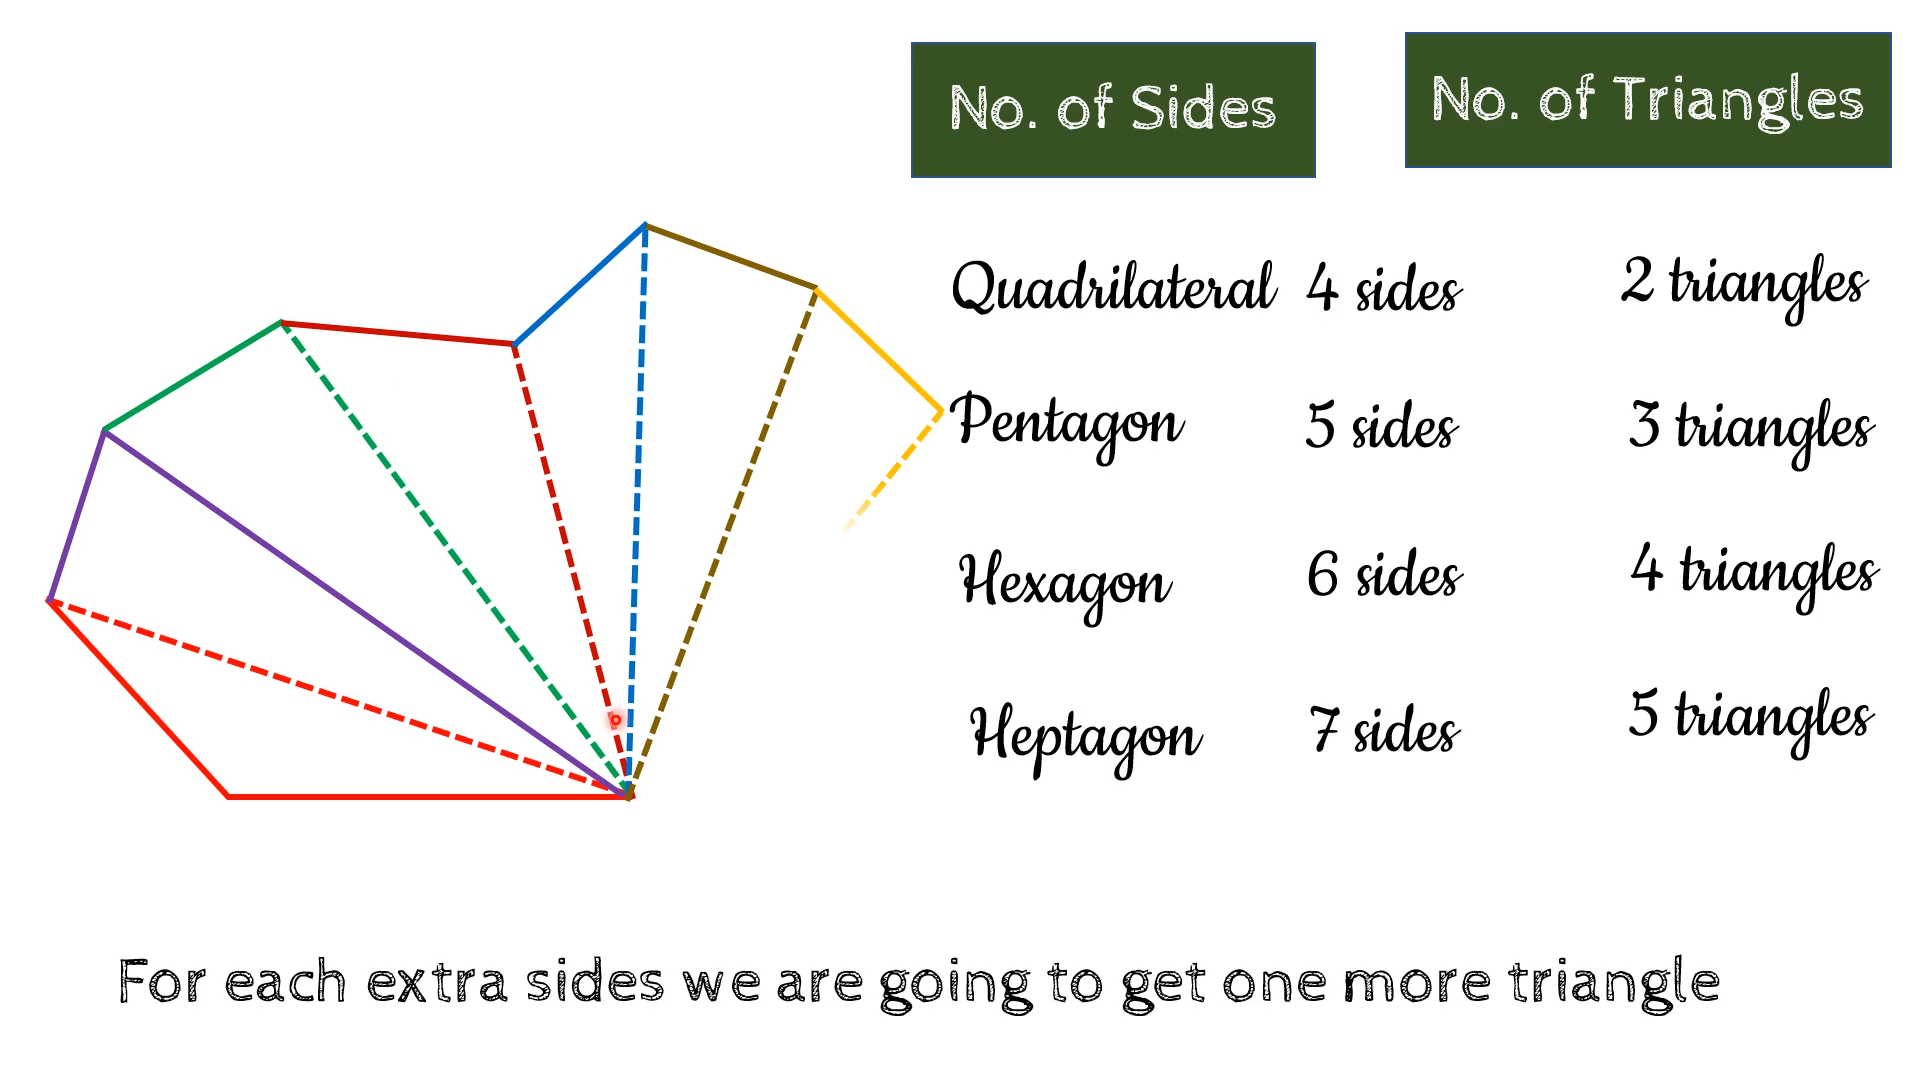 No. of Sides
No. of Triangles
Quadrilateral 4 sides 2 triangles
Pentagon 5 sides 3 triangles
Hexagon 6 sides 4 triangles
Heptagon 7 sides 5 triangles
For each extra sides we are going to get one more triangle